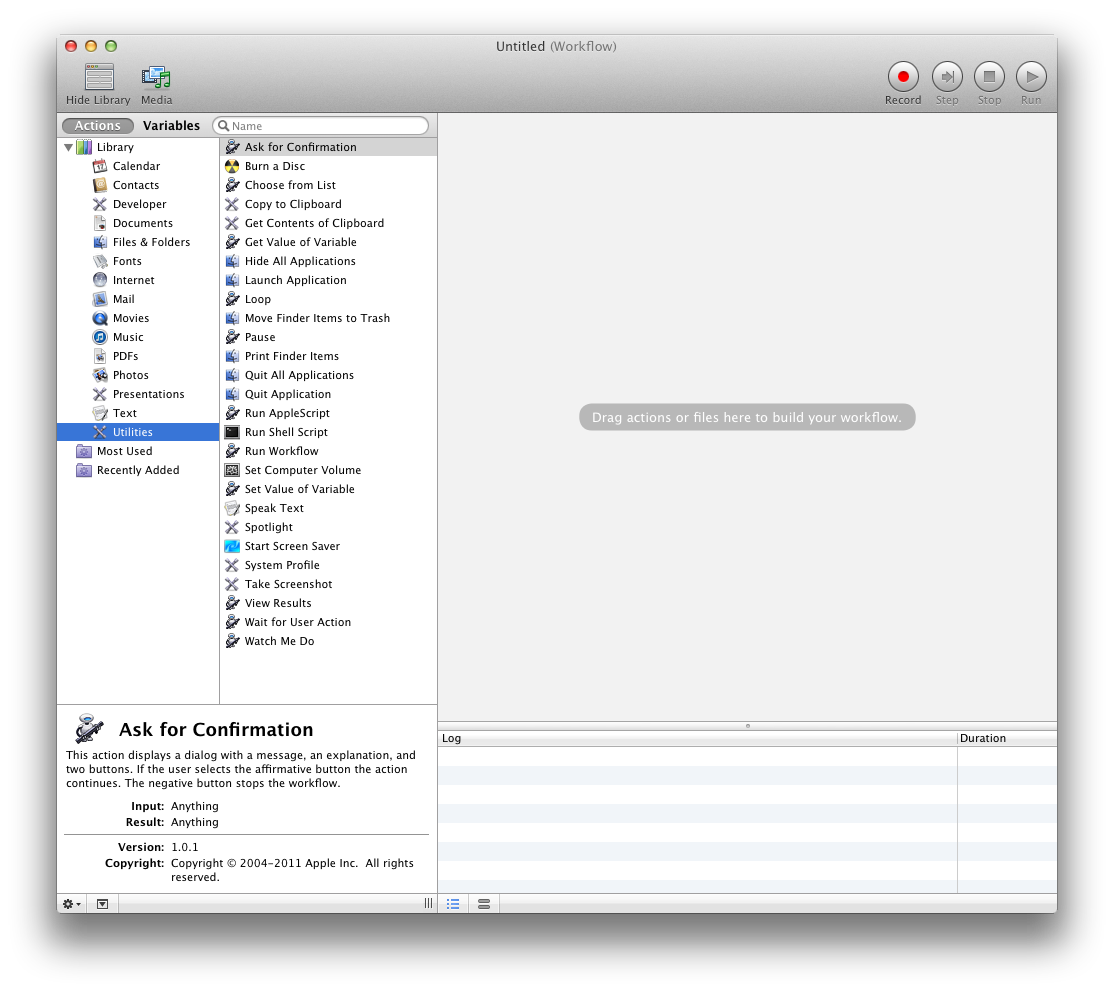 Untitled (Workflow)
Hide Library
Media
Record
Step
Stop
Run
Actions
Variables
Name
Library
Calendar
Contacts
Developer
Documents
Files & Folders
Fonts
Internet
Mail
Movies
Music
PDFs
Photos
Presentations
Text
Utilities
Most Used
Recently Added
Ask for Confirmation
Burn a Disc
Choose from List
Copy to Clipboard
Get Contents of Clipboard
Get Value of Variable
Hide All Applications
Launch Application
Loop
Move Finder Items to Trash
Pause
Print Finder Items
Quit All Applications
Quit Application
Run AppleScript
Run Shell Script
Run Workflow
Set Computer Volume
Set Value of Variable
Speak Text
Spotlight
Start Screen Saver
System Profile
Take Screenshot
View Results
Wait for User Action
Watch Me Do
Drag actions or files here to build your workflow.
Ask for Confirmation
This action displays a dialog with a message, an explanation, and
two buttons. If the user selects the affirmative button the action
continues. The negative button stops the workflow.
Input: Anything
Result: Anything
Version: 1.0.1
Copyright: Copyright © 2004-2011 Apple Inc. All rights
reserved.
Log
Duration